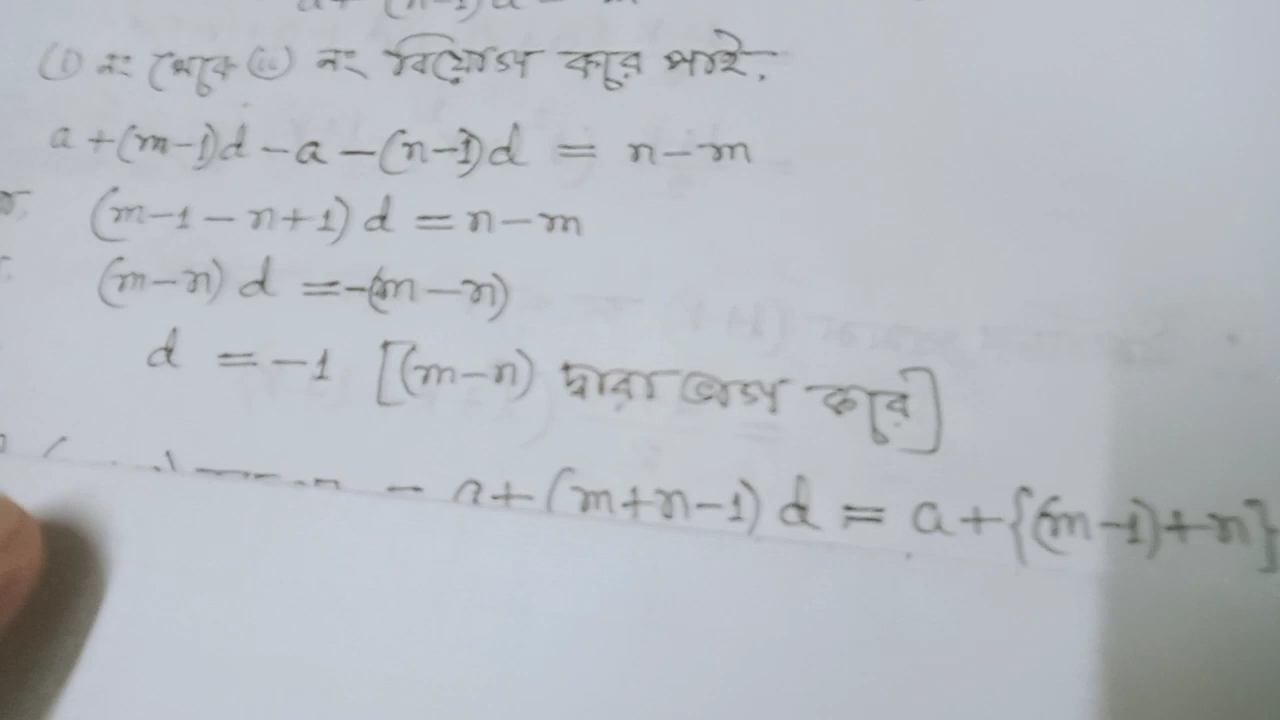 (i) নং থেকে (ii) নং বিয়োগ করে পাই,
a + (m-1)d - a - (n-1)d = n - m
(m-1-n+1) d = n - m
(m-n) d = -(m-n)
d = -1 [(m-n) দ্বারা ভাগ করে]
a + (m+n-1) d = a + {(m-1)+n}